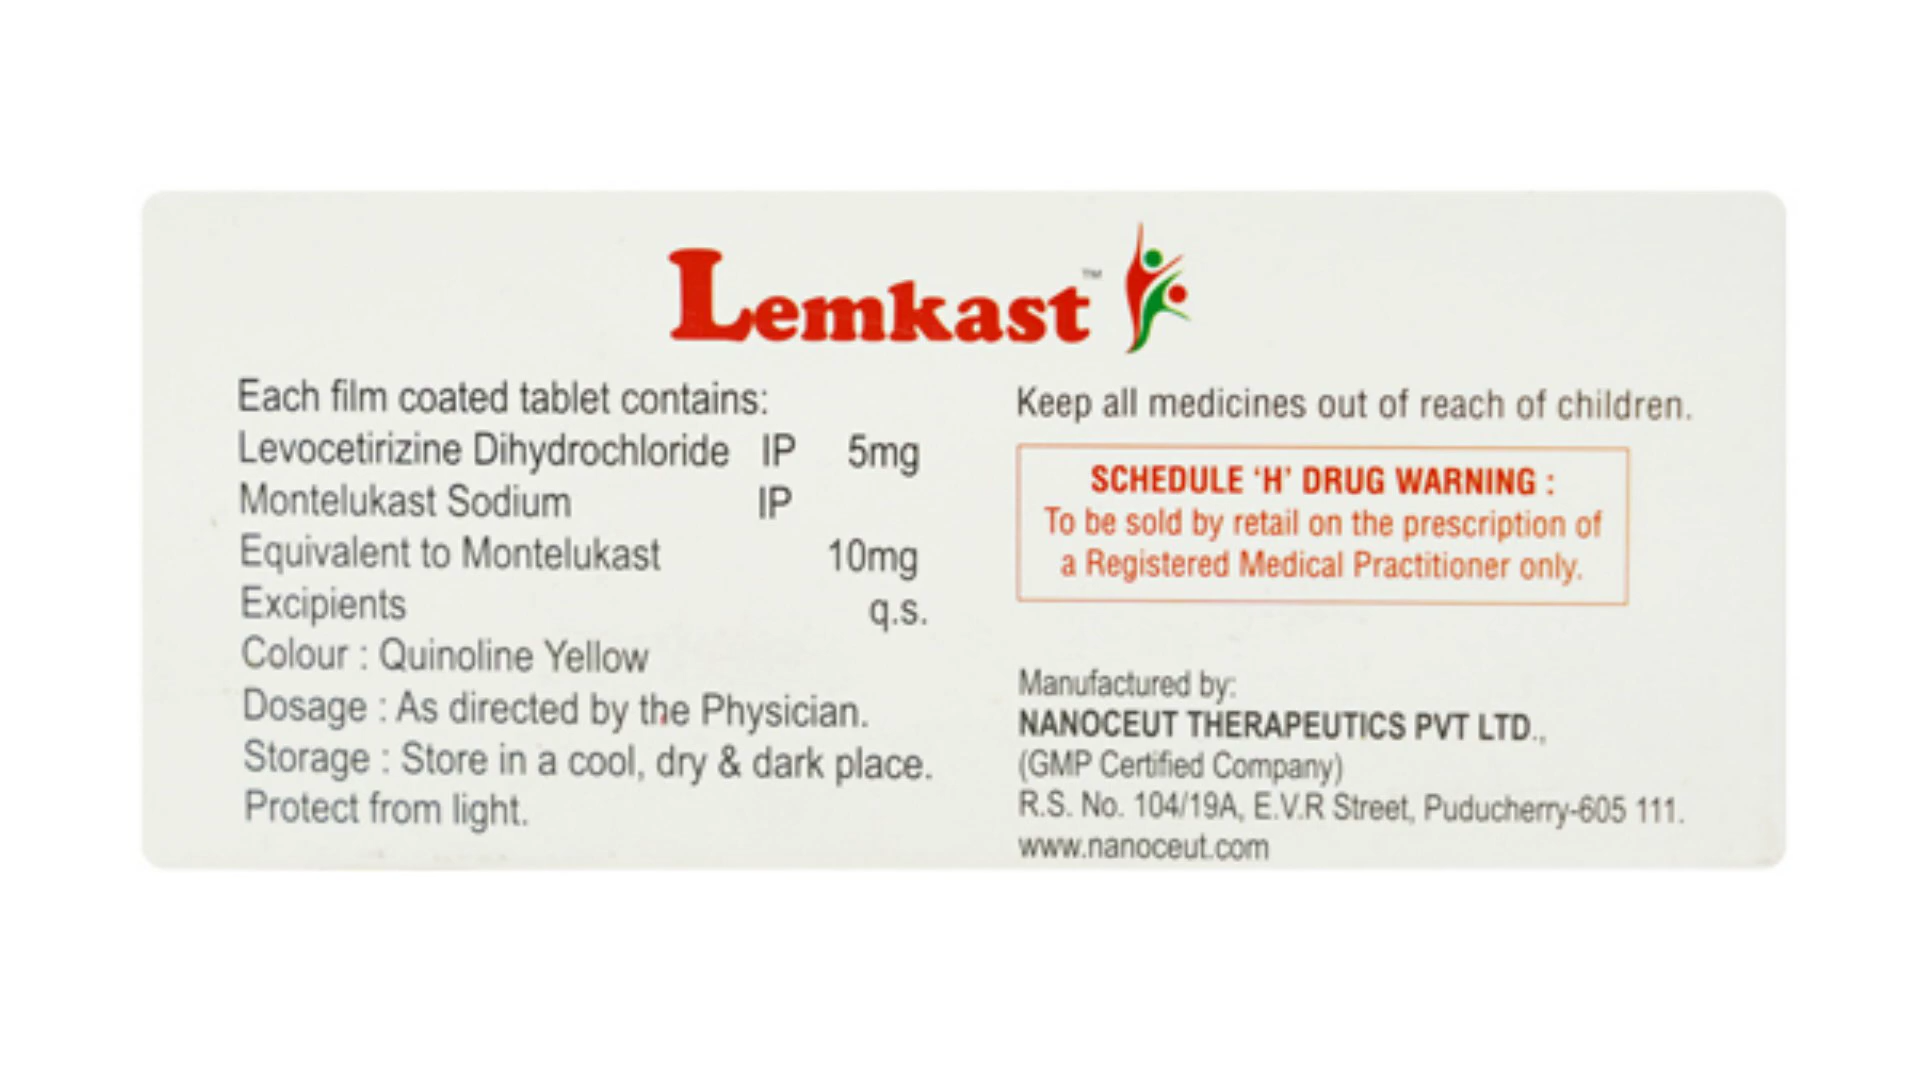 Lemkast™
Each film coated tablet contains:
Levocetirizine Dihydrochloride IP 5mg
Montelukast Sodium IP
Equivalent to Montelukast 10mg
Excipients q.s.
Colour : Quinoline Yellow
Dosage : As directed by the Physician.
Storage : Store in a cool, dry & dark place.
Protect from light.
Keep all medicines out of reach of children.
SCHEDULE ‘H’ DRUG WARNING :
To be sold by retail on the prescription of
a Registered Medical Practitioner only.
Manufactured by:
NANOCEUT THERAPEUTICS PVT LTD.,
(GMP Certified Company)
R.S. No. 104/19A, E.V.R Street, Puducherry-605 111.
www.nanoceut.com